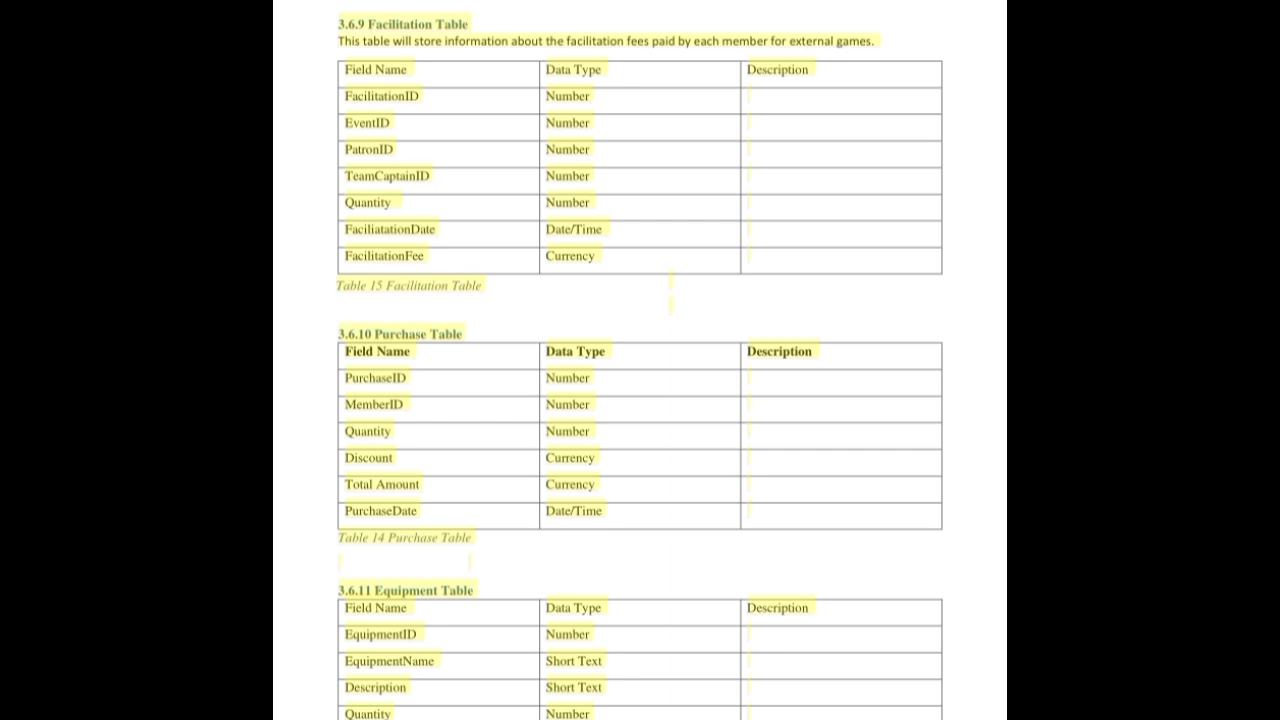 3.6.9 Facilitation Table
This table will store information about the facilitation fees paid by each member for external games.
Field Name Data Type Description
FacilitationID Number
EventID Number
PatronID Number
TeamCaptainID Number
Quantity Number
FaciliatationDate Date/Time
FacilitationFee Currency
Table 15 Facilitation Table
3.6.10 Purchase Table
Field Name Data Type Description
PurchaseID Number
MemberID Number
Quantity Number
Discount Currency
Total Amount Currency
PurchaseDate Date/Time
Table 14 Purchase Table
3.6.11 Equipment Table
Field Name Data Type Description
EquipmentID Number
EquipmentName Short Text
Description Short Text
Quantity Number